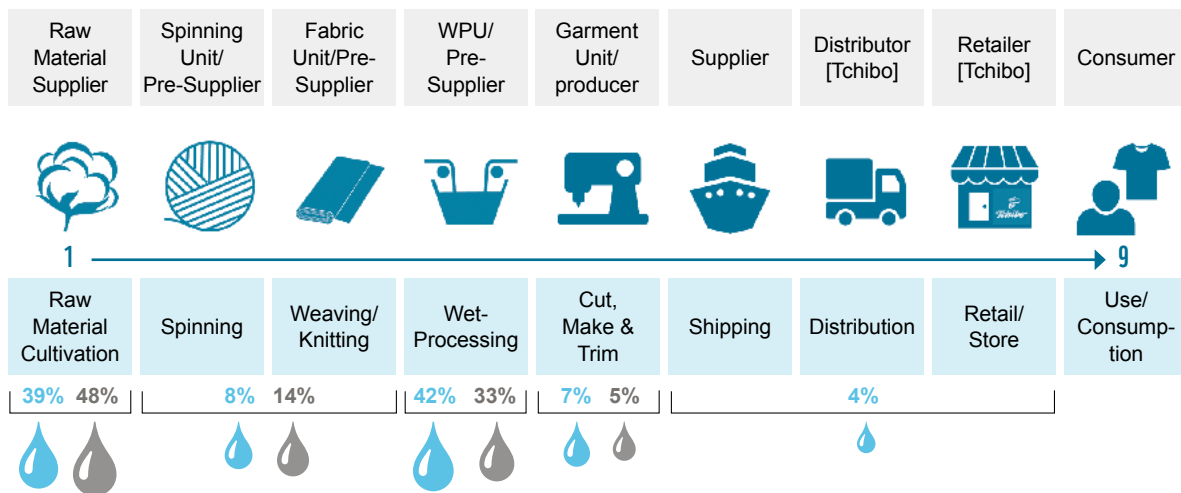 Raw
Material
Supplier
Spinning
Unit/
Pre-Supplier
Fabric
Unit/Pre-
Supplier
WPU/
Pre-
Supplier
Garment
Unit/
producer
Supplier
Distributor
[Tchibo]
Retailer
[Tchibo]
Consumer
Tchibo
1
9
Raw
Material
Cultivation
Spinning
Weaving/
Knitting
Wet-
Processing
Cut,
Make &
Trim
Shipping
Distribution
Retail/
Store
Use/
Consump-
tion
39% 48%
8% 14%
42% 33%
7% 5%
4%